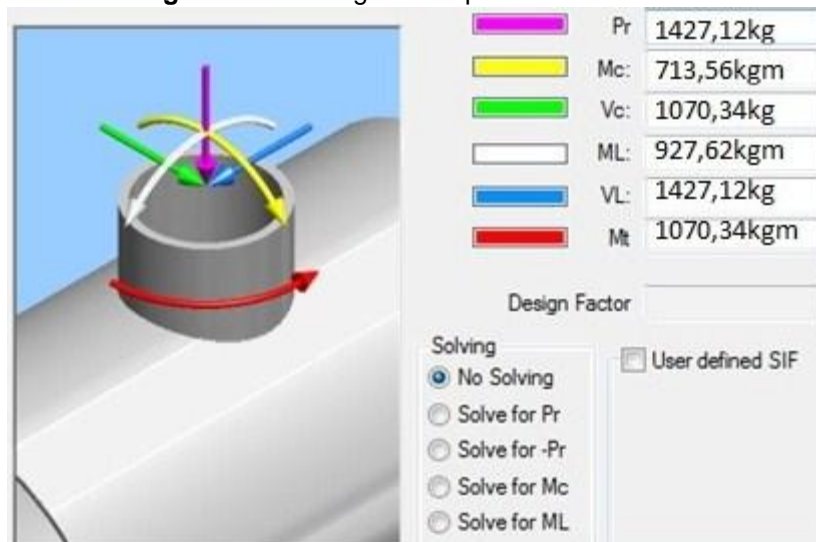 Pr 1427,12kg
Mc: 713,56kgm
Vc: 1070,34kg
ML: 927,62kgm
VL: 1427,12kg
Mt 1070,34kgm
Design Factor
Solving
User defined SIF
No Solving
Solve for Pr
Solve for -Pr
Solve for Mc
Solve for ML